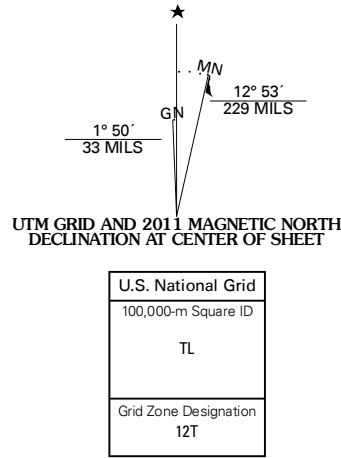 ★
MN
GN
12° 53´
229 MILS
1° 50´
33 MILS
UTM GRID AND 2011 MAGNETIC NORTH
DECLINATION AT CENTER OF SHEET
U.S. National Grid
100,000-m Square ID
TL
Grid Zone Designation
12T